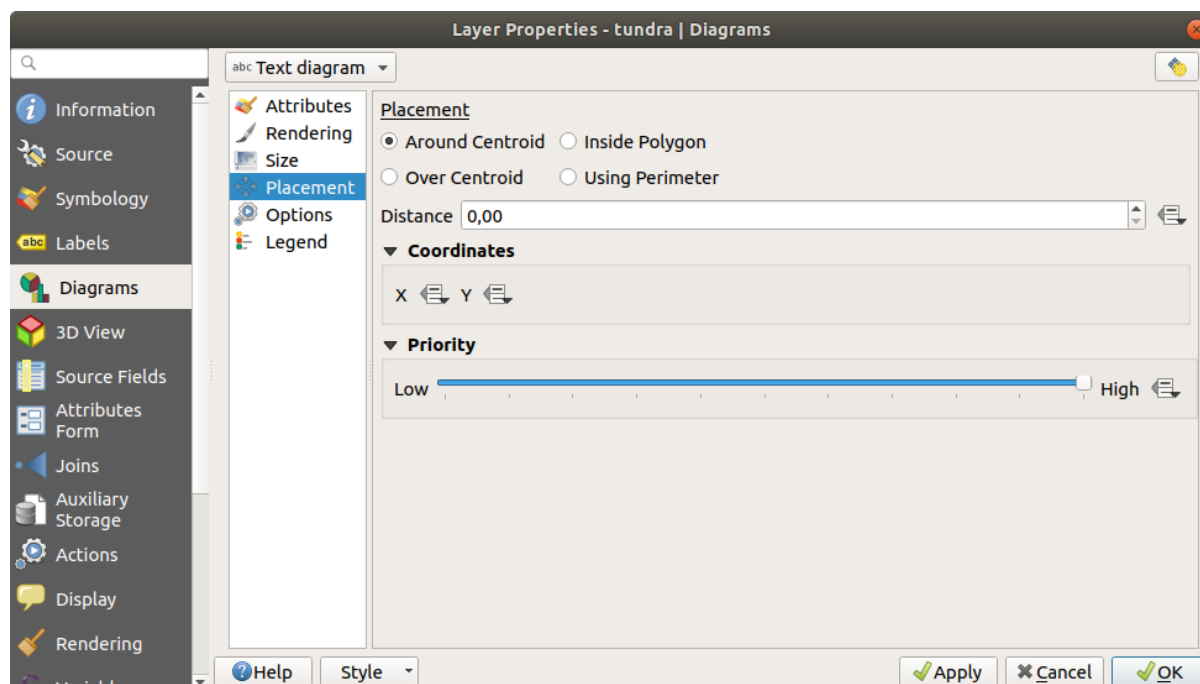 Layer Properties - tundra | Diagrams
abc Text diagram
Information
Source
Symbology
abc Labels
Diagrams
3D View
Source Fields
Attributes
Form
Joins
Auxiliary
Storage
Actions
Display
Rendering
Attributes
Rendering
Size
Placement
Options
Legend
Placement
Around Centroid Inside Polygon
Over Centroid Using Perimeter
Distance 0,00
Coordinates
X Y
Priority
Low High
Help Style Apply Cancel OK